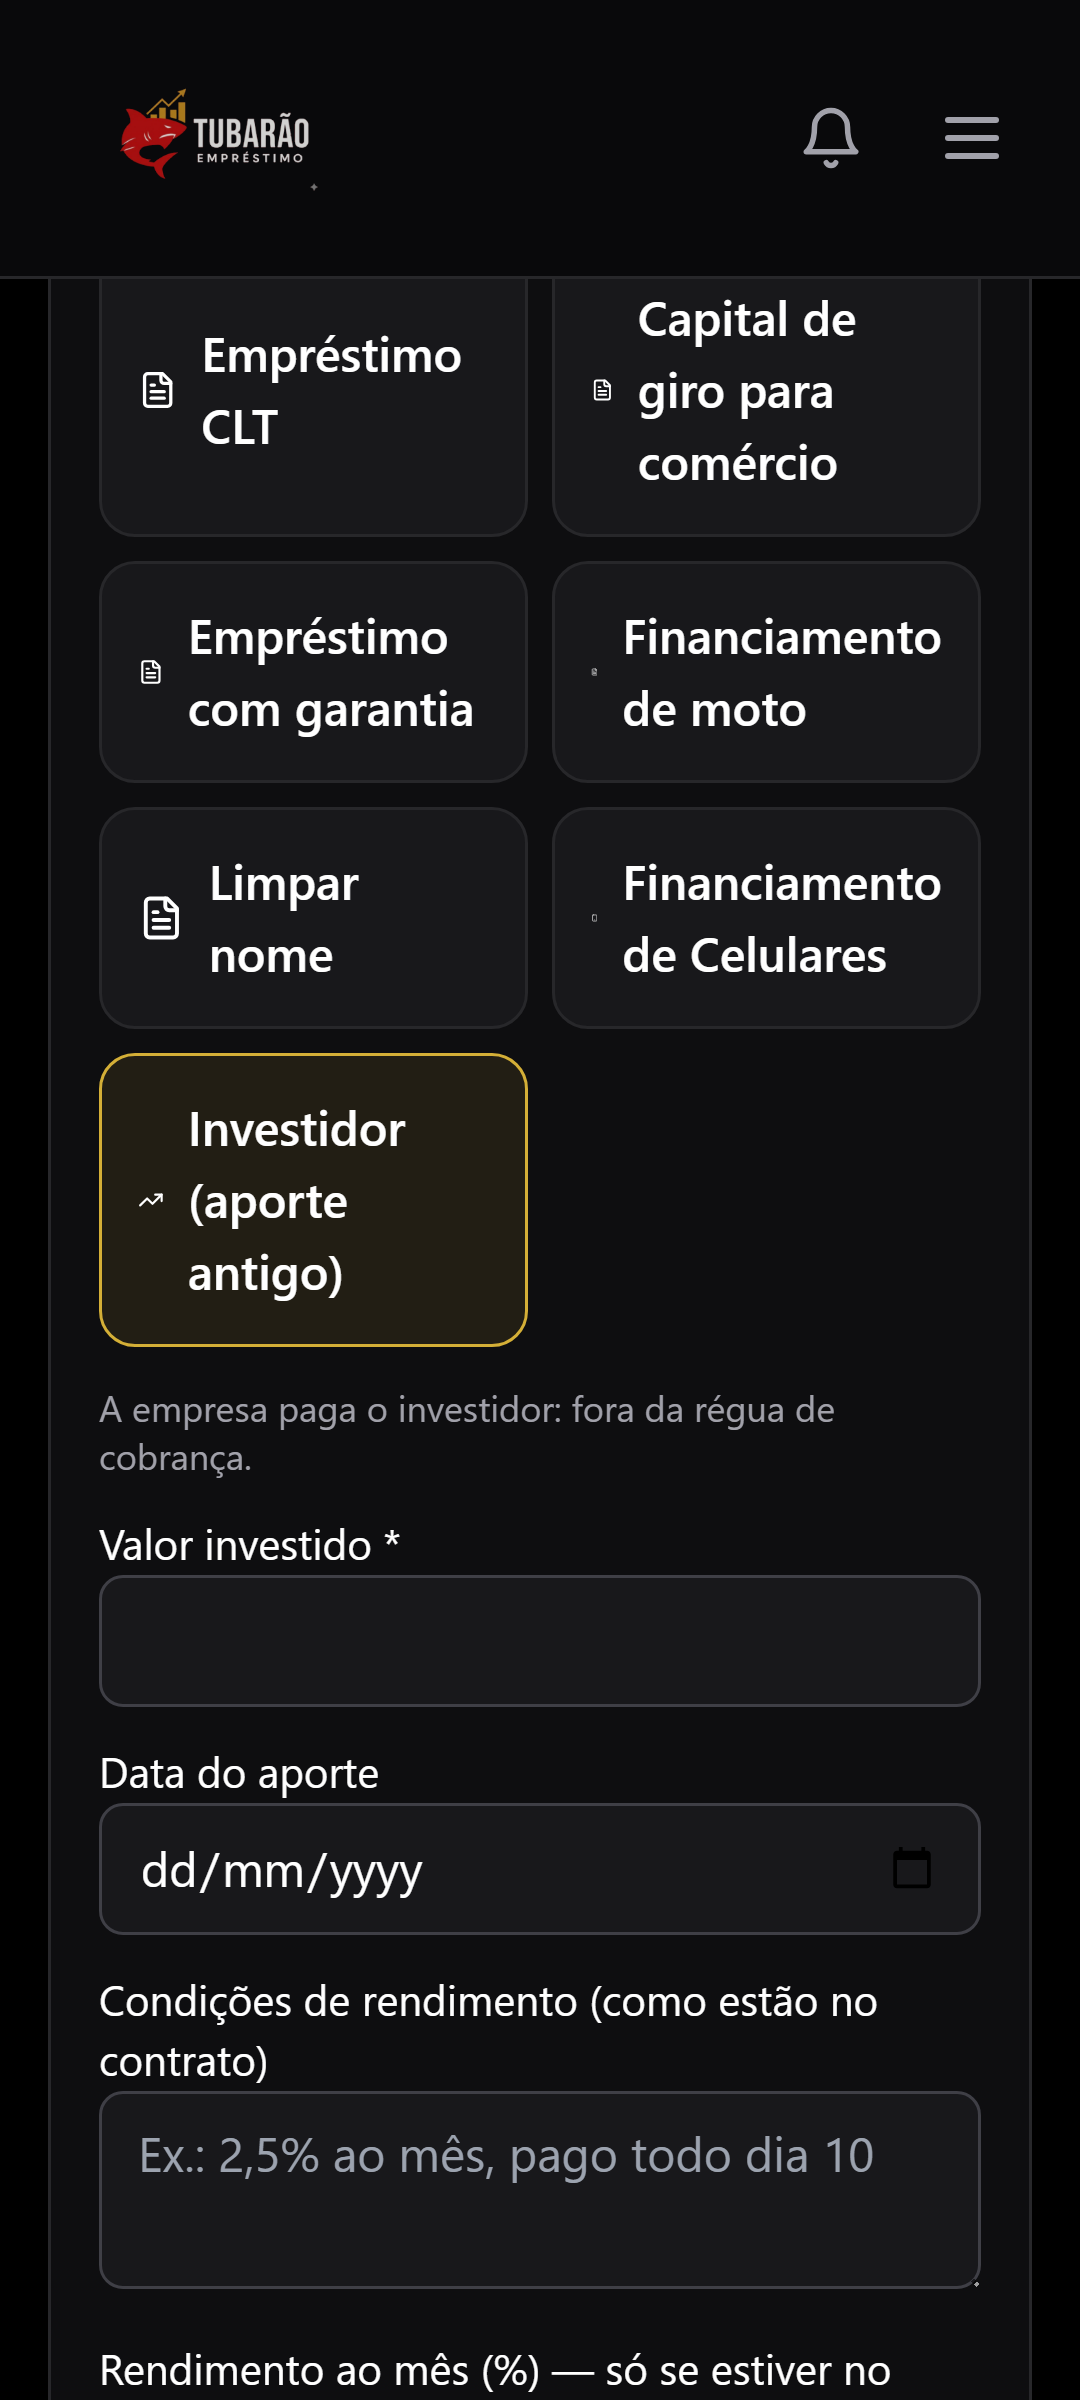 TUBARÃO
EMPRÉSTIMO
Empréstimo
CLT
Capital de
giro para
comércio
Empréstimo
com garantia
Financiamento
de moto
Limpar
nome
Financiamento
de Celulares
Investidor
(aporte
antigo)
A empresa paga o investidor: fora da régua de
cobrança.
Valor investido *
Data do aporte
dd/mm/yyyy
Condições de rendimento (como estão no
contrato)
Ex.: 2,5% ao mês, pago todo dia 10
Rendimento ao mês (%) — só se estiver no